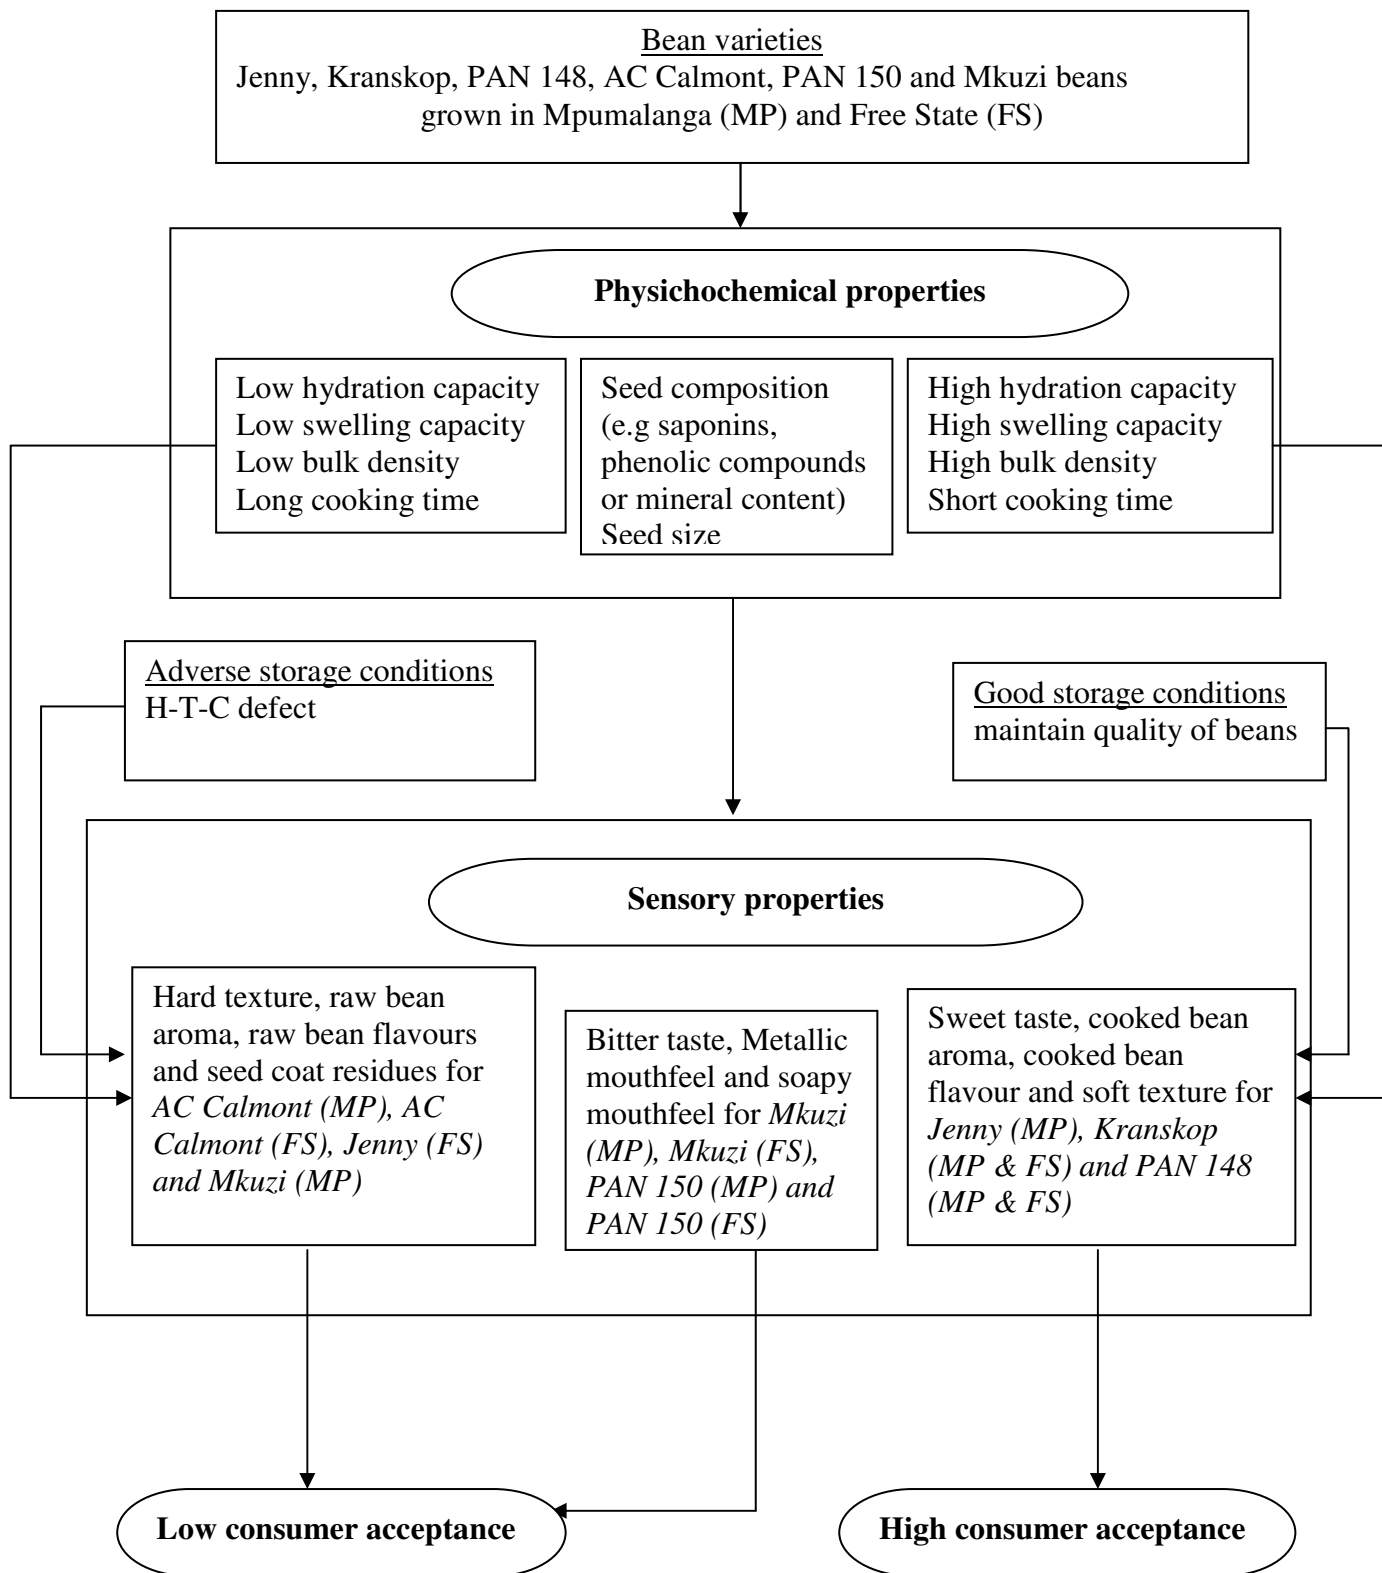 Bean varieties
Jenny, Kranskop, PAN 148, AC Calmont, PAN 150 and Mkuzi beans
grown in Mpumalanga (MP) and Free State (FS)
Physichochemical properties
Low hydration capacity
Low swelling capacity
Low bulk density
Long cooking time
Seed composition
(e.g saponins,
phenolic compounds
or mineral content)
Seed size
High hydration capacity
High swelling capacity
High bulk density
Short cooking time
Adverse storage conditions
H-T-C defect
Good storage conditions
maintain quality of beans
Sensory properties
Hard texture, raw bean
aroma, raw bean flavours
and seed coat residues for
AC Calmont (MP), AC
Calmont (FS), Jenny (FS)
and Mkuzi (MP)
Bitter taste, Metallic
mouthfeel and soapy
mouthfeel for Mkuzi
(MP), Mkuzi (FS),
PAN 150 (MP) and
PAN 150 (FS)
Sweet taste, cooked bean
aroma, cooked bean
flavour and soft texture for
Jenny (MP), Kranskop
(MP & FS) and PAN 148
(MP & FS)
Low consumer acceptance
High consumer acceptance